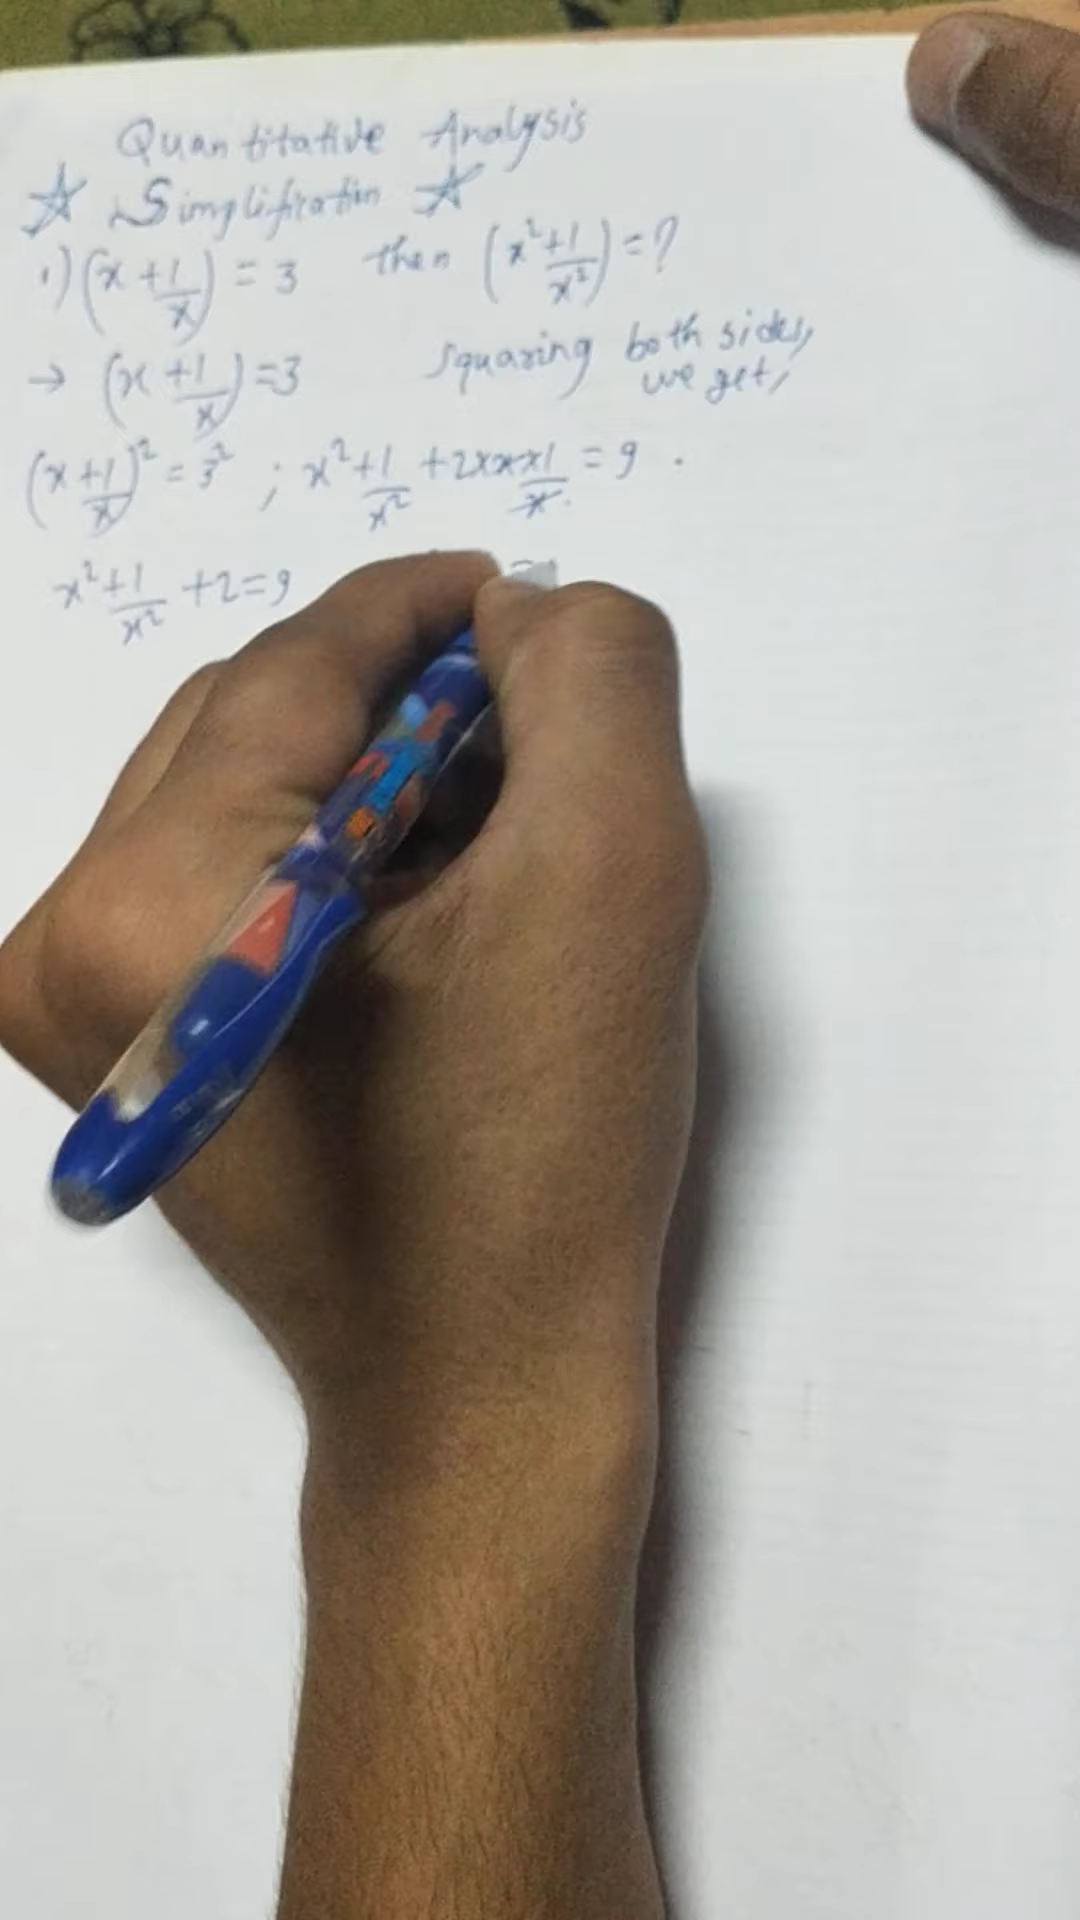 Quantitative Analysis
☆ Simplification ☆
1) (x + 1/x) = 3 then (x² + 1/x²) = ?
→ (x + 1/x) = 3 squaring both sides,
we get,
(x + 1/x)² = 3² ; x² + 1/x² + 2×x×1/x = 9 .
x² + 1/x² + 2 = 9